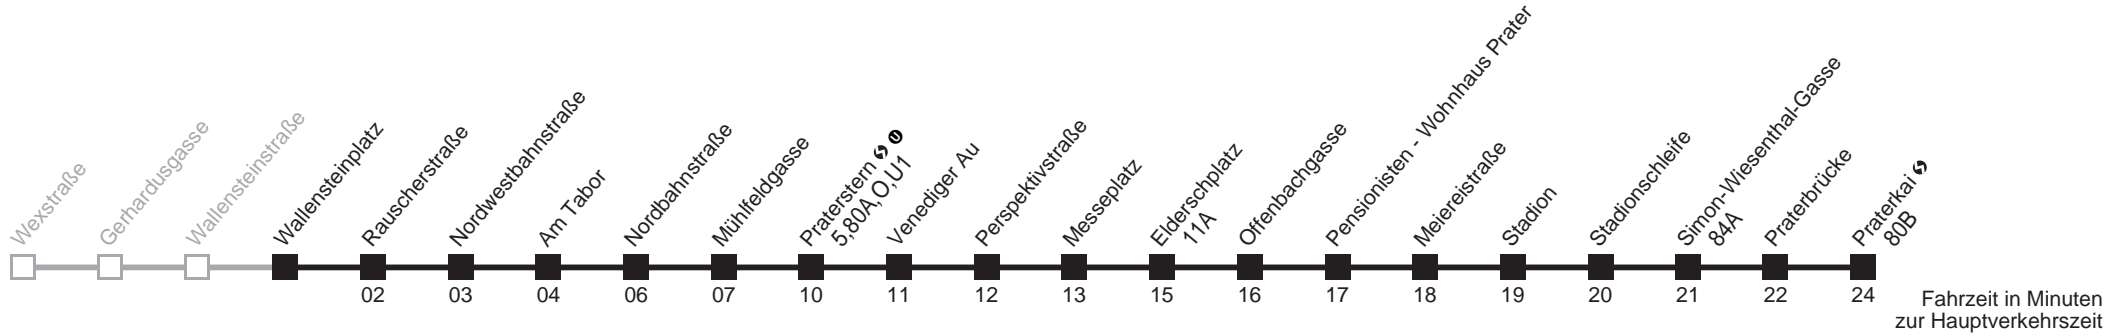 Wexstraße
Gerhardusgasse
Wallensteinstraße
Wallensteinplatz
Rauscherstraße
Nordwestbahnstraße
Am Tabor
Nordbahnstraße
Mühlfeldgasse
Praterstern S U
5,80A,O,U1
Venediger Au
Perspektivstraße
Messeplatz
Elderschplatz
11A
Offenbachgasse
Pensionisten - Wohnhaus Prater
Meiereistraße
Stadion
Stadionschleife
Simon-Wiesenthal-Gasse
84A
Praterbrücke
Praterkai S
80B
02 03 04 06 07 10 11 12 13 15 16 17 18 19 20 21 22 24
Fahrzeit in Minuten
zur Hauptverkehrszeit